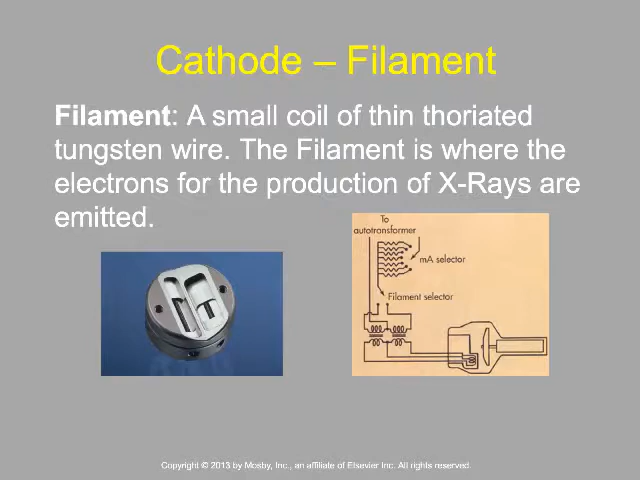 Cathode – Filament
Filament: A small coil of thin thoriated
tungsten wire. The Filament is where the
electrons for the production of X-Rays are
emitted.
To
autotransformer
mA selector
Filament selector
Copyright © 2013 by Mosby, Inc., an affiliate of Elsevier Inc. All rights reserved.